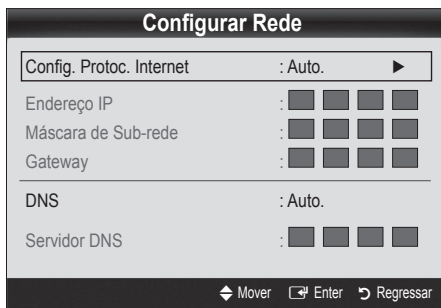 Configurar Rede
Config. Protoc. Internet : Auto.
Endereço IP :
Máscara de Sub-rede :
Gateway :
DNS : Auto.
Servidor DNS :
Mover Enter Regressar